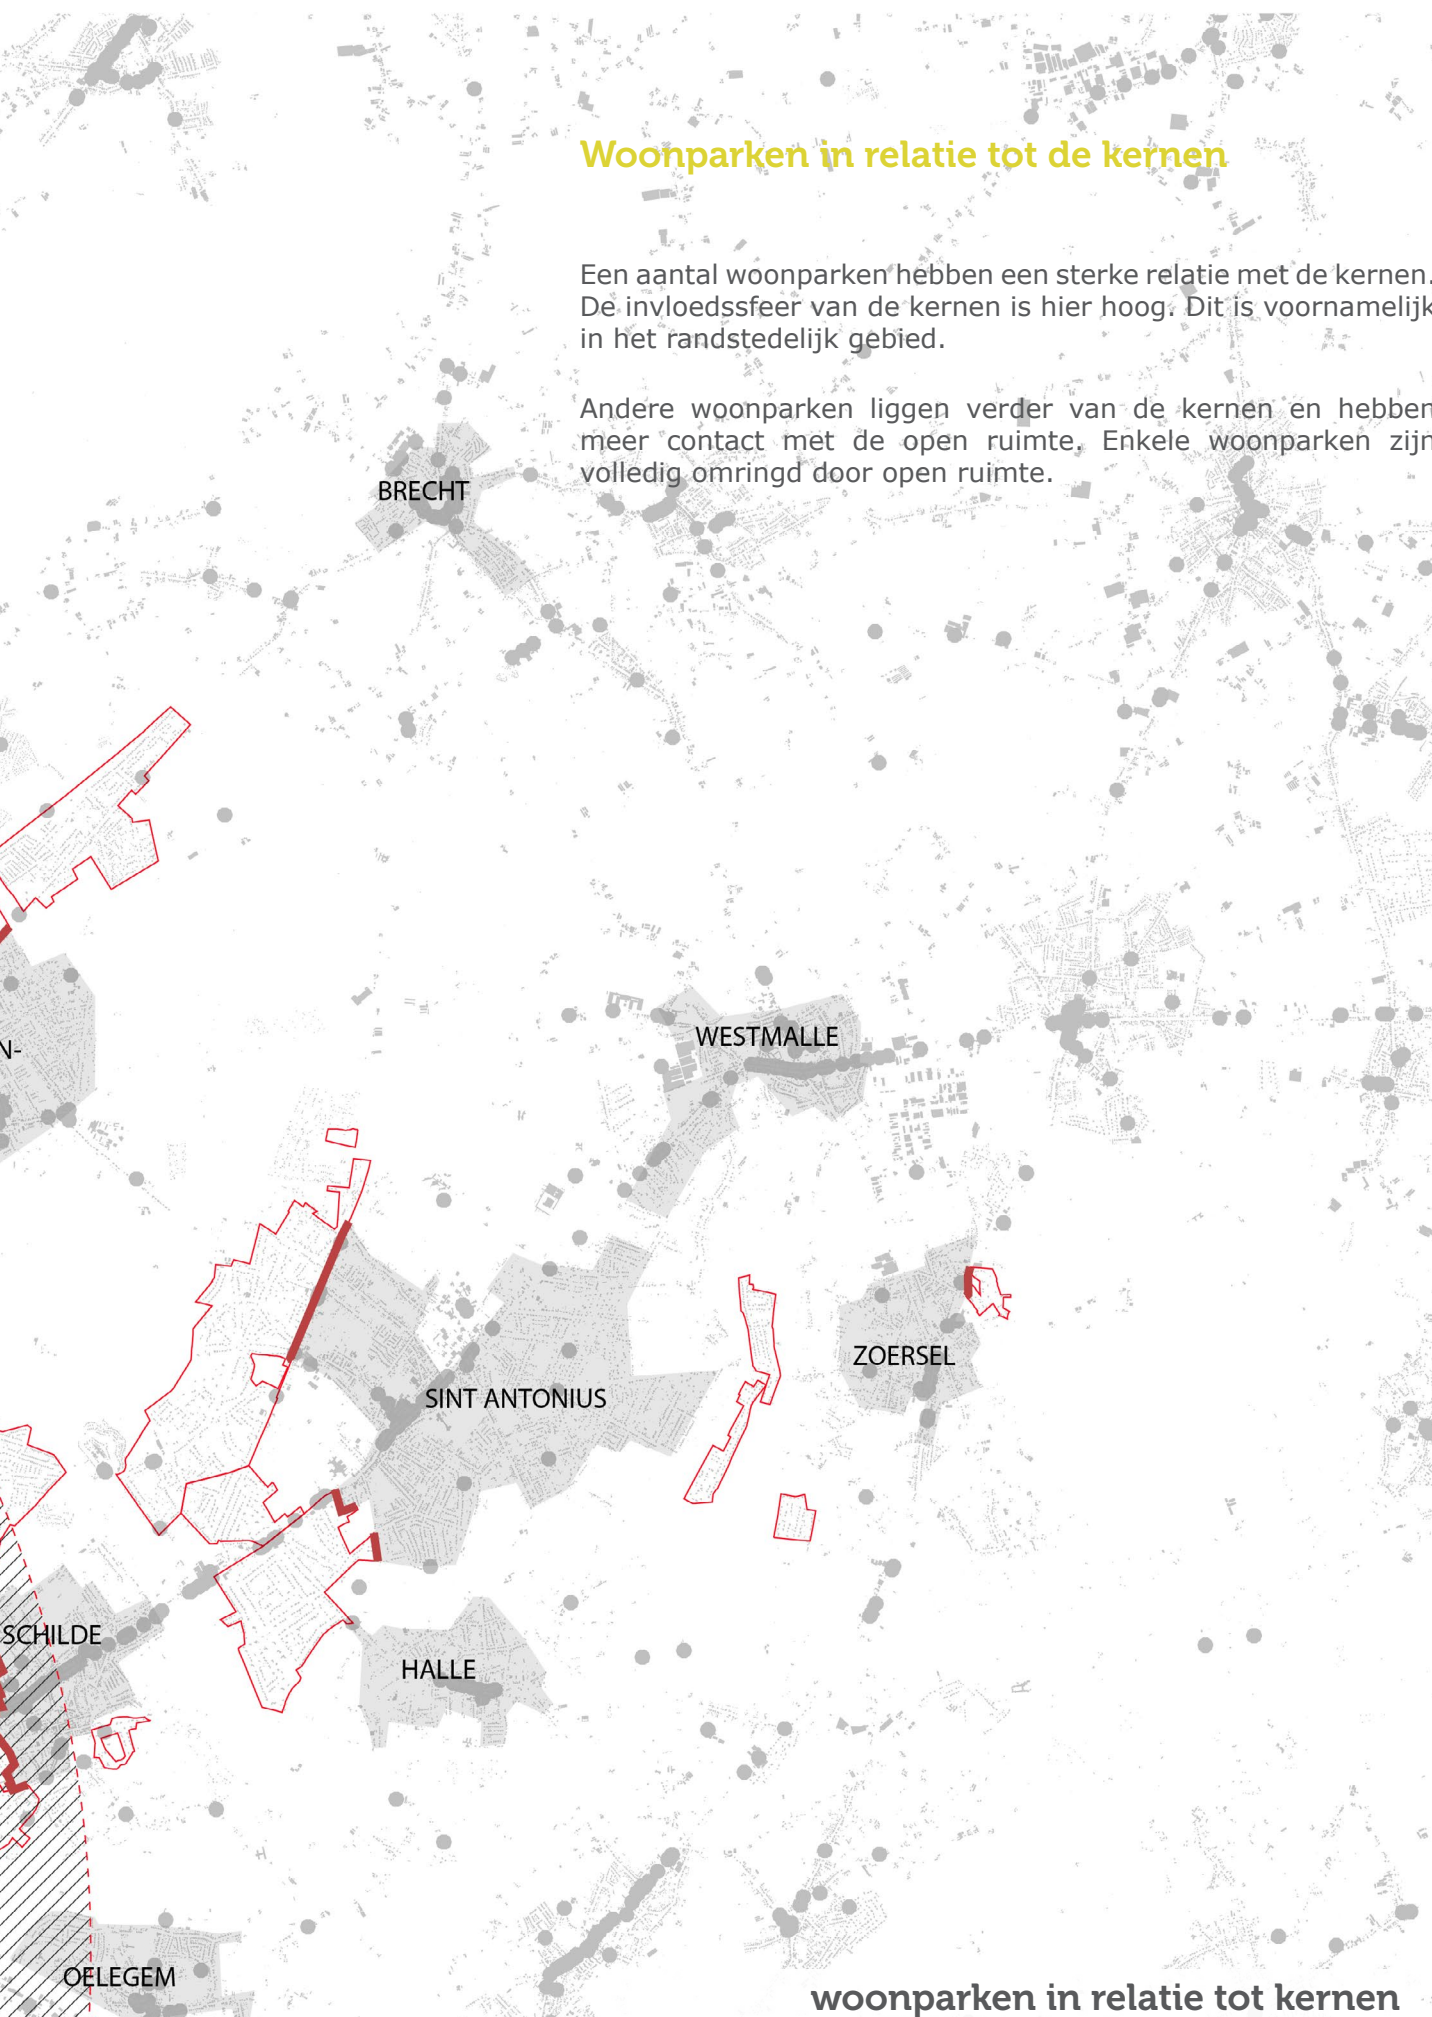 Woonparken in relatie tot de kernen
Een aantal woonparken hebben een sterke relatie met de kernen.
De invloedssfeer van de kernen is hier hoog. Dit is voornamelijk
in het randstedelijk gebied.
Andere woonparken liggen verder van de kernen en hebben
meer contact met de open ruimte. Enkele woonparken zijn
volledig omringd door open ruimte.
BRECHT
WESTMALLE
N-
ZOERSEL
SINT ANTONIUS
SCHILDE
HALLE
OELEGEM
woonparken in relatie tot kernen